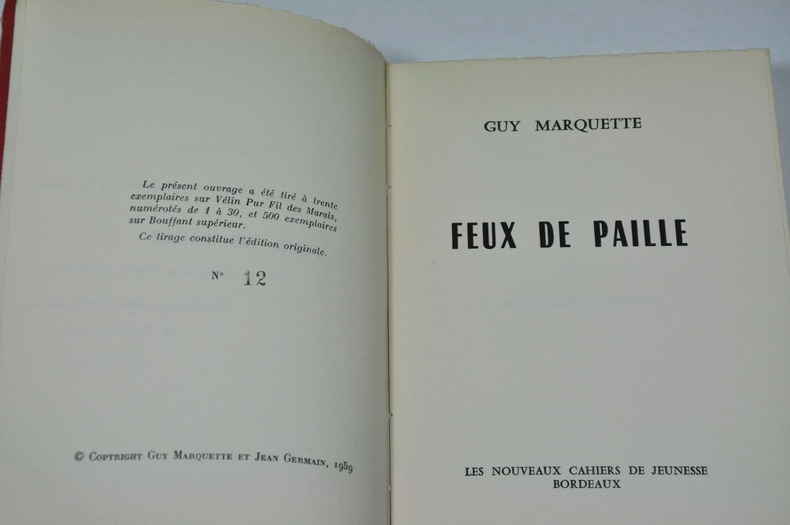 Le présent ouvrage a été tiré à trente
exemplaires sur Vélin Pur Fil des Marais,
numérotés de 1 à 30, et 500 exemplaires
sur Bouffant supérieur.
Ce tirage constitue l'édition originale.
N° 12
© COPYRIGHT GUY MARQUETTE ET JEAN GERMAIN, 1959
GUY MARQUETTE
FEUX DE PAILLE
LES NOUVEAUX CAHIERS DE JEUNESSE
BORDEAUX